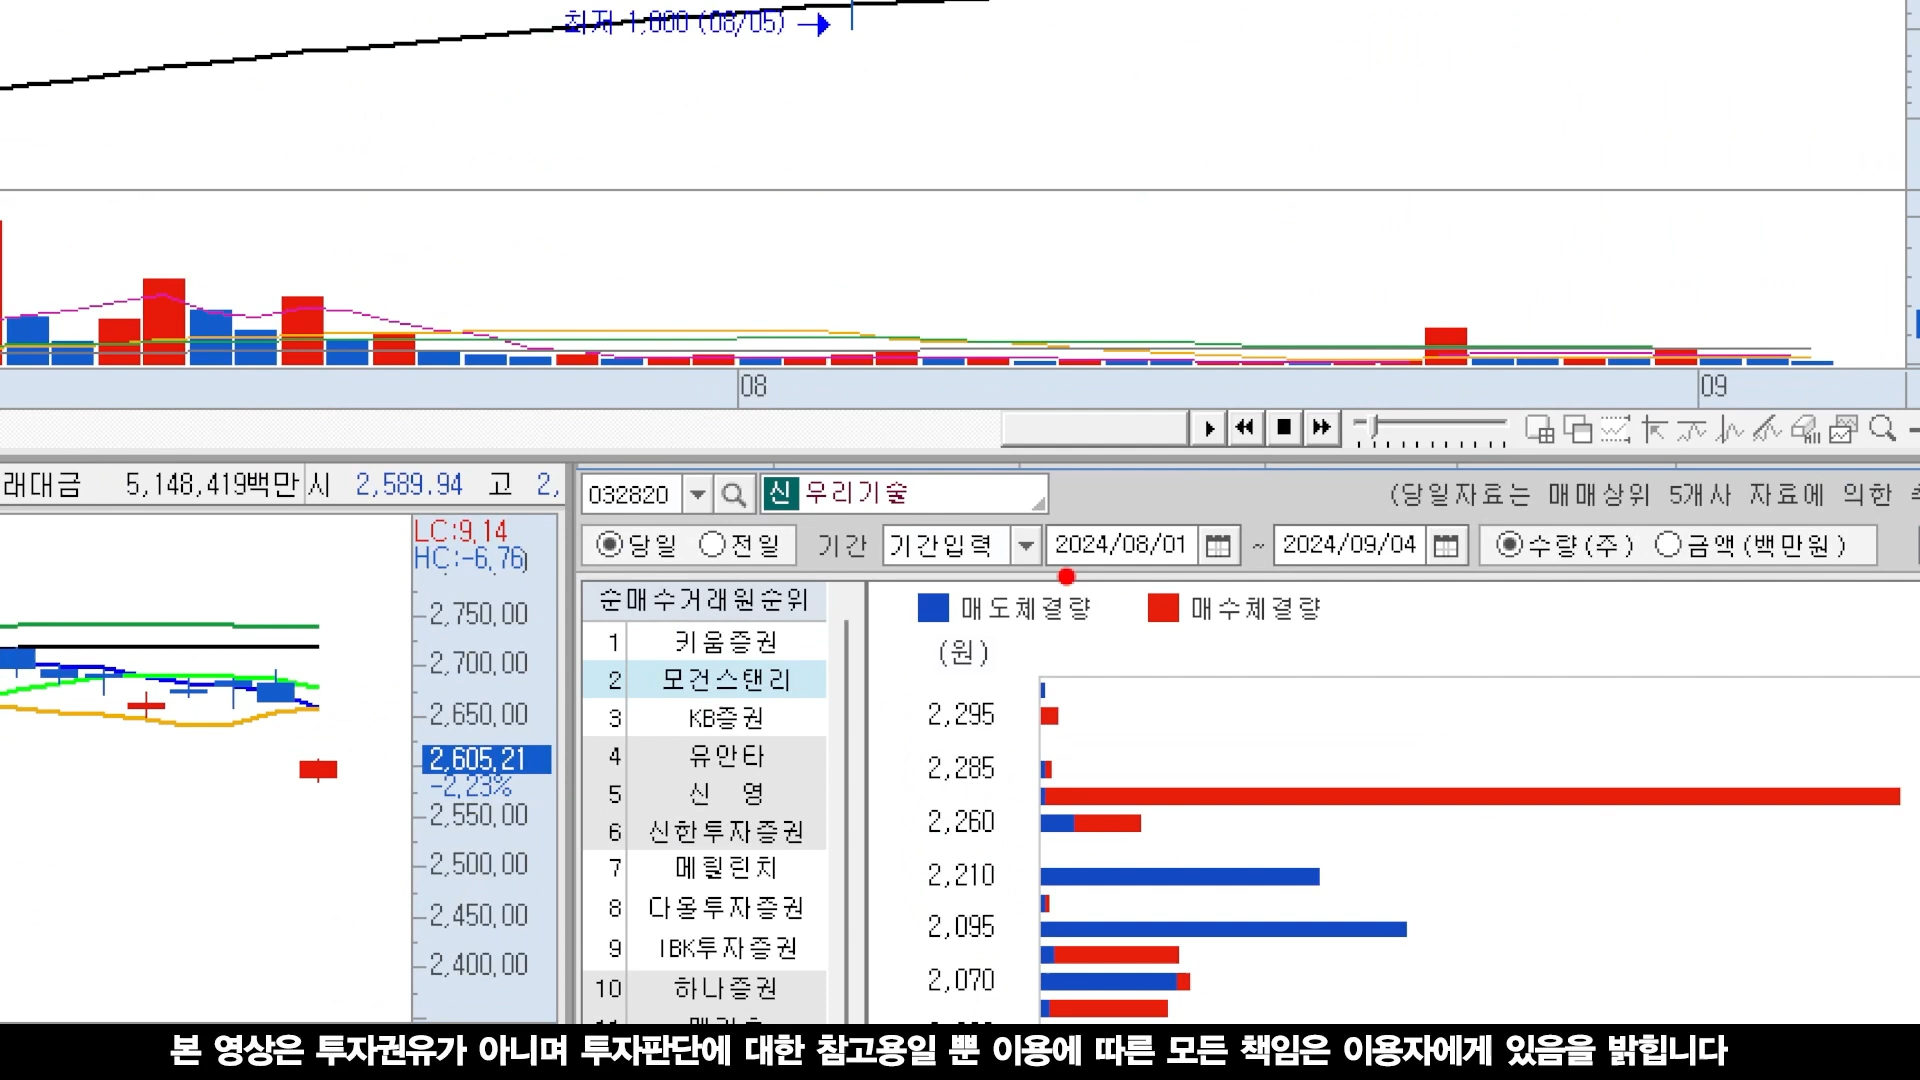 최저 1,000 (08/05)
08
09
래대금 5,148,419백만 시 2,589.94 고 2,
032820 신 우리기술 (당일자료는 매매상위 5개사 자료에 의한
당일 전일 기간 기간입력 2024/08/01 ~ 2024/09/04 수량(주) 금액(백만원)
LC:9.14
HC:-6.76
2,750.00
2,700.00
2,650.00
2,605.21
-2.23%
2,550.00
2,500.00
2,450.00
2,400.00
순매수거래원순위
1 키움증권
2 모건스탠리
3 KB증권
4 유안타
5 신 영
6 신한투자증권
7 메릴린치
8 다올투자증권
9 IBK투자증권
10 하나증권
매도체결량 매수체결량
(원)
2,295
2,285
2,260
2,210
2,095
2,070
본 영상은 투자권유가 아니며 투자판단에 대한 참고용일 뿐 이용에 따른 모든 책임은 이용자에게 있음을 밝힙니다